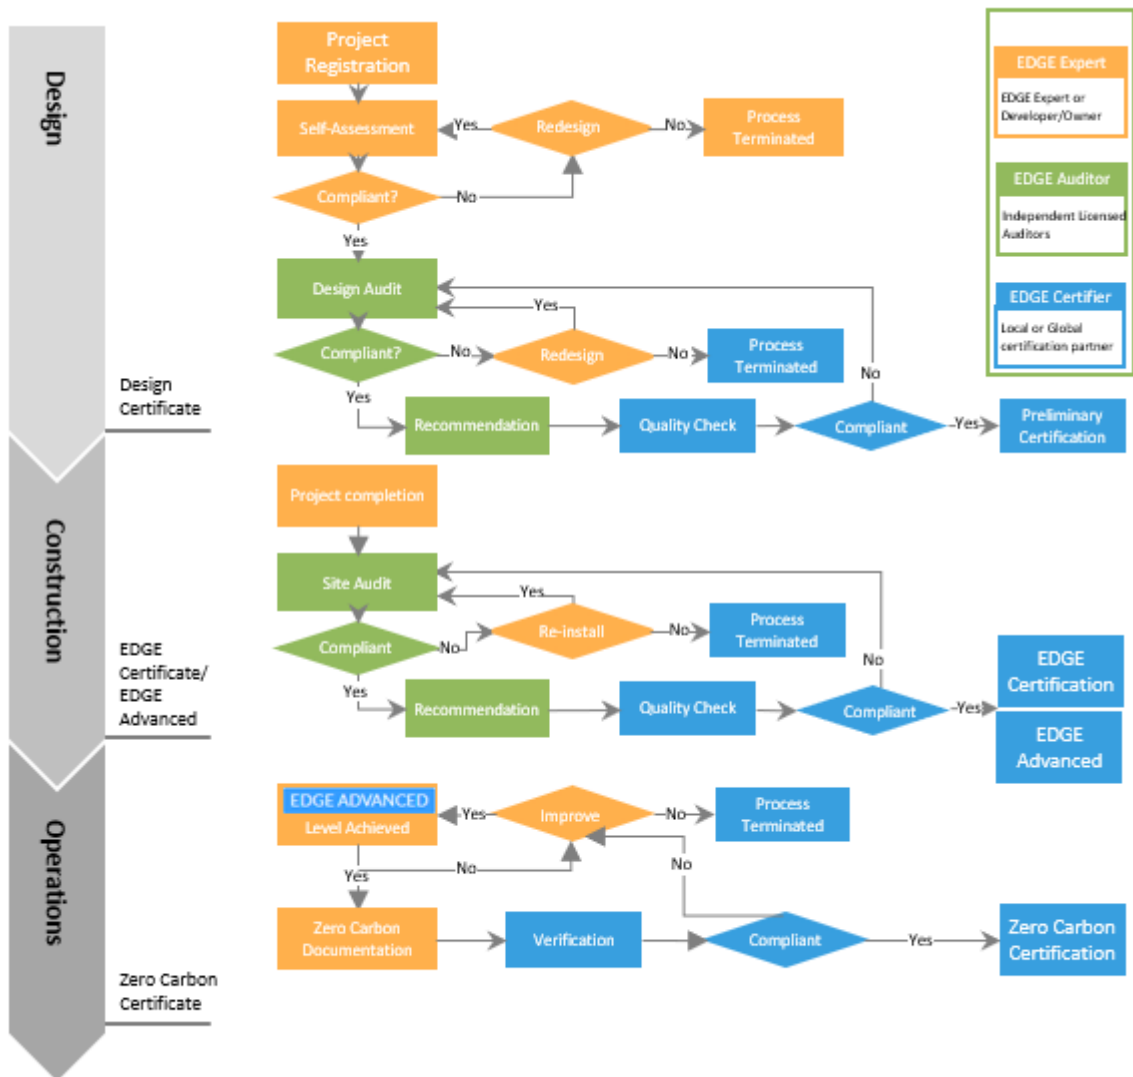 Design
Project
Registration
EDGE Expert
EDGE Expert or
Developer/Owner
Self-Assessment
Yes
Redesign
No
Process
Terminated
Compliant?
No
Yes
EDGE Auditor
Independent Licensed
Auditors
Design Audit
Yes
EDGE Certifier
Local or Global
certification partner
Compliant?
No
Redesign
No
Process
Terminated
No
Design
Certificate
Yes
Recommendation
Quality Check
Compliant
Yes
Preliminary
Certification
Construction
Project completion
Site Audit
Yes
Re-install
No
Process
Terminated
Compliant
No
No
EDGE
Certificate/
EDGE
Advanced
Yes
Recommendation
Quality Check
Compliant
Yes
EDGE
Certification
EDGE
Advanced
Operations
EDGE ADVANCED
Level Achieved
Yes
Improve
No
Process
Terminated
Yes
No
No
Zero Carbon
Documentation
Verification
Compliant
Yes
Zero Carbon
Certification
Zero Carbon
Certificate